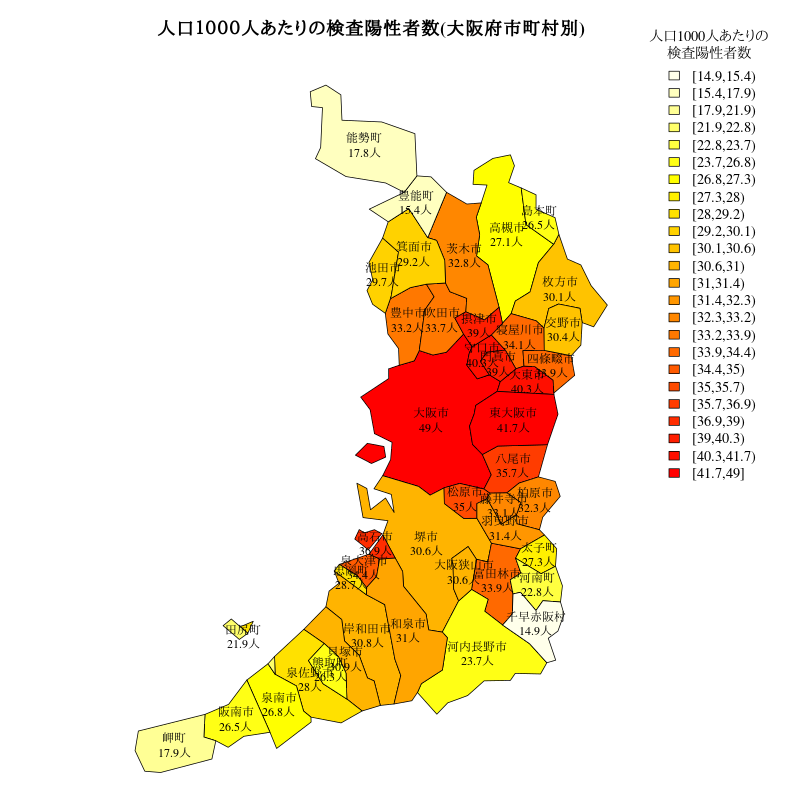 人口1000人あたりの検査陽性者数(大阪府市町村別)
人口1000人あたりの
検査陽性者数
[14.9,15.4)
[15.4,17.9)
[17.9,21.9)
[21.9,22.8)
[22.8,23.7)
[23.7,26.8)
[26.8,27.3)
[27.3,28)
[28,29.2)
[29.2,30.1)
[30.1,30.6)
[30.6,31)
[31,31.4)
[31.4,32.3)
[32.3,33.2)
[33.2,33.9)
[33.9,34.4)
[34.4,35)
[35,35.7)
[35.7,36.9)
[36.9,39)
[39,40.3)
[40.3,41.7)
[41.7,49]
能勢町
17.8人
豊能町
15.4人
島本町
26.5人
高槻市
27.1人
箕面市
29.2人
茨木市
32.8人
池田市
29.7人
枚方市
30.1人
豊中市
33.2人
吹田市
33.7人
摂津市
39人
交野市
30.4人
寝屋川市
34.1人
守口市
40.3人
門真市
39人
四條畷市
33.9人
大東市
40.3人
大阪市
49人
東大阪市
41.7人
八尾市
35.7人
松原市
35人
藤井寺市
33.1人
柏原市
32.3人
羽曳野市
31.4人
高石市
36.9人
堺市
30.6人
太子町
27.3人
泉大津市
34.4人
忠岡町
28.7人
大阪狭山市
30.6人
富田林市
33.9人
河南町
22.8人
千早赤阪村
14.9人
田尻町
21.9人
岸和田市
30.8人
和泉市
31人
河内長野市
23.7人
貝塚市
30.9人
熊取町
泉佐野市
28人
泉南市
26.8人
阪南市
26.5人
岬町
17.9人